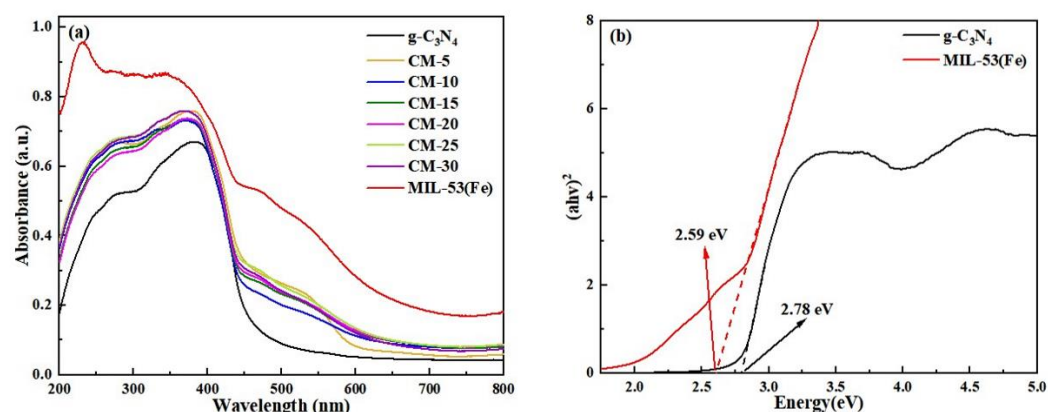 (a)
g-C₃N₄
CM-5
CM-10
CM-15
CM-20
CM-25
CM-30
MIL-53(Fe)
Absorbance (a.u.)
1.0
0.8
0.6
0.4
0.2
0.0
200 300 400 500 600 700 800
Wavelength (nm)
(b)
g-C₃N₄
MIL-53(Fe)
(ahv)²
8
6
4
2
0
2.59 eV
2.78 eV
2.0 2.5 3.0 3.5 4.0 4.5 5.0
Energy(eV)